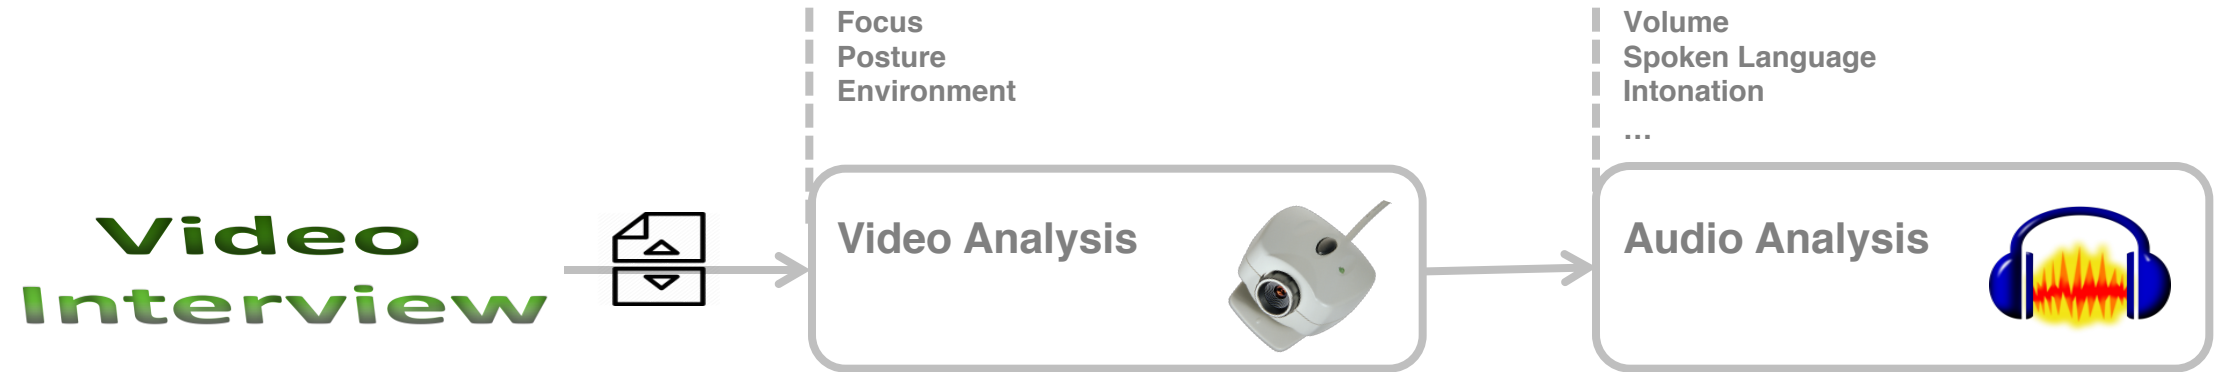 Focus
Posture
Environment
Volume
Spoken Language
Intonation
...
Video
Interview
Video Analysis
Audio Analysis